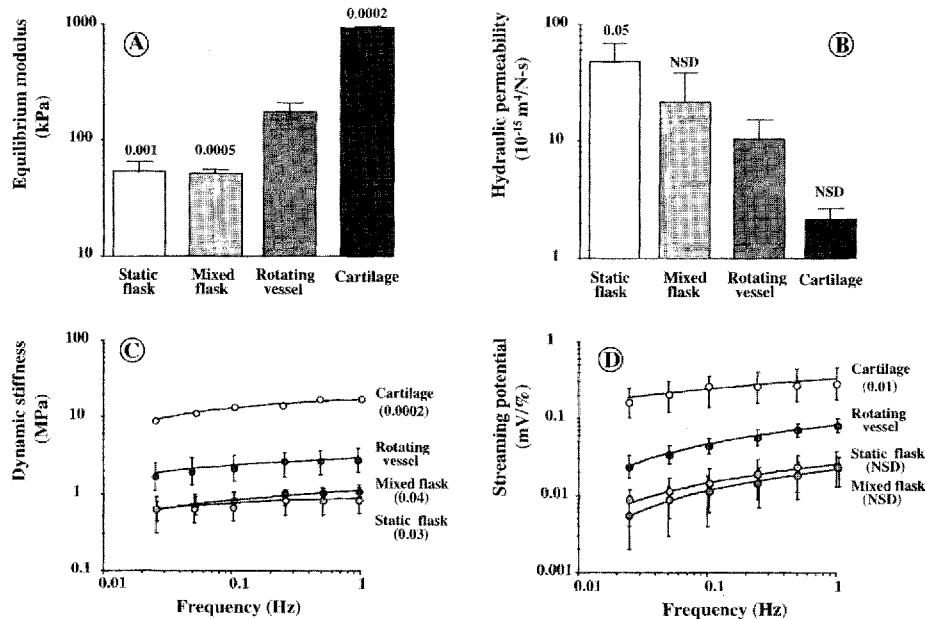 A
Equilibrium modulus
(kPa)
1000
100
10
0.001
0.0005
0.0002
Static
flask
Mixed
flask
Rotating
vessel
Cartilage
B
Hydraulic permeability
(10⁻¹⁵ m⁴/N-s)
100
10
1
0.05
NSD
NSD
Static
flask
Mixed
flask
Rotating
vessel
Cartilage
C
Dynamic stiffness
(MPa)
100
10
1
0.1
Cartilage
(0.0002)
Rotating
vessel
Mixed flask
(0.04)
Static flask
(0.03)
0.01
0.1
1
Frequency (Hz)
D
Streaming potential
(mV/%)
1
0.1
0.01
0.001
Cartilage
(0.01)
Rotating
vessel
Static flask
(NSD)
Mixed flask
(NSD)
0.01
0.1
1
Frequency (Hz)